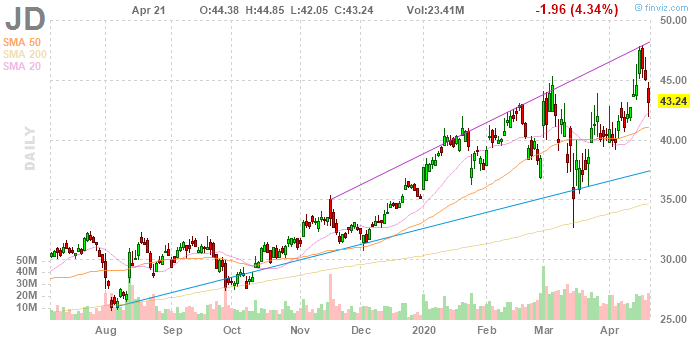 JD Apr 21 O:44.38 H:44.85 L:42.05 C:43.24 Vol:23.41M -1.96 (4.34%) © finviz.com
SMA 50
SMA 200
SMA 20
DAILY
50.00
45.00
43.24
40.00
35.00
30.00
25.00
50M
40M
30M
20M
10M
Aug Sep Oct Nov Dec 2020 Feb Mar Apr